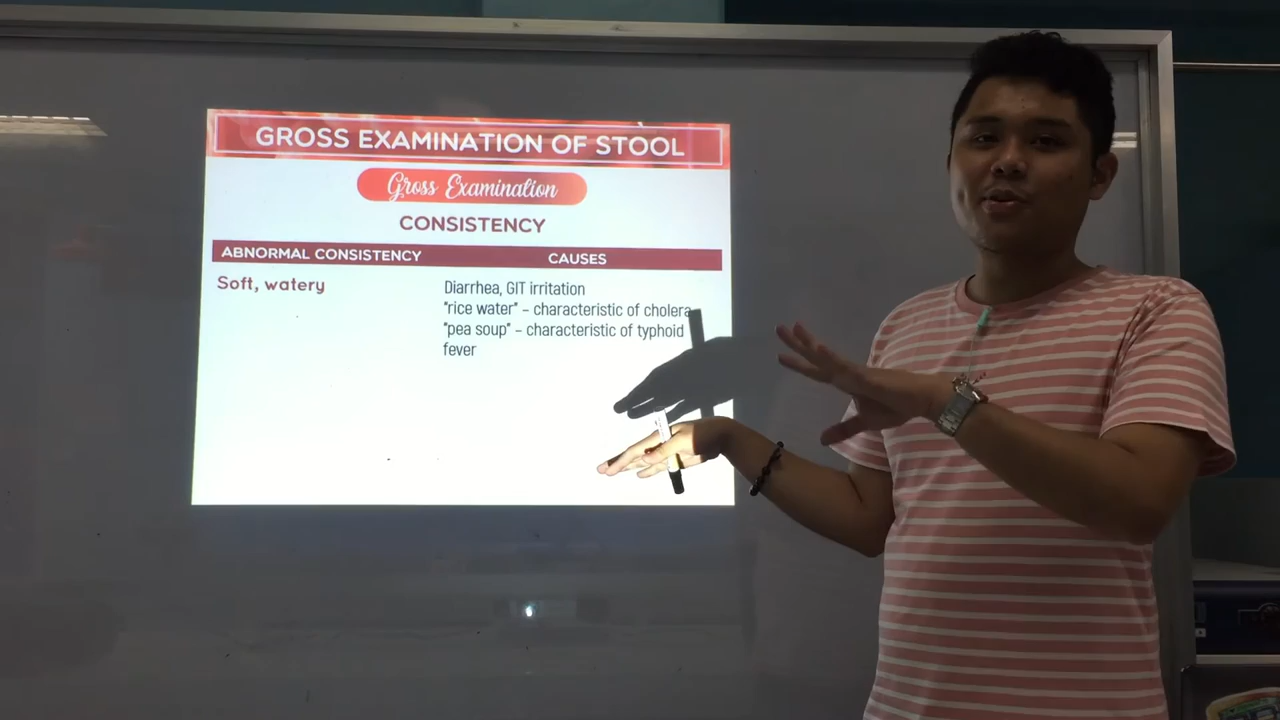 GROSS EXAMINATION OF STOOL
Gross Examination
CONSISTENCY
ABNORMAL CONSISTENCY CAUSES
Soft, watery Diarrhea, GIT irritation
"rice water" – characteristic of cholera
"pea soup" – characteristic of typhoid
fever